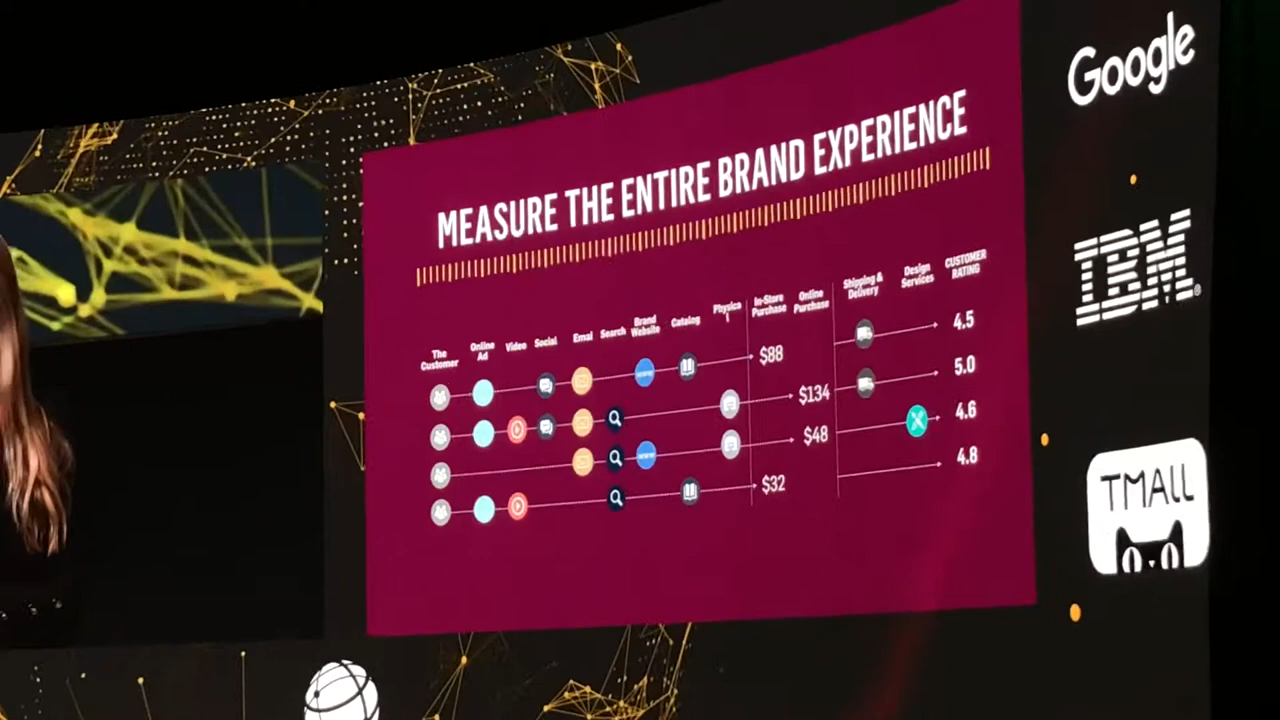 MEASURE THE ENTIRE BRAND EXPERIENCE
The
Customer
Online
Ad
Video
Social
Emal
Search
Brand
Website
Catalog
Physica
l
In-Store
Purchase
Online
Purchase
Shipping &
Delivery
Design
Services
CUSTOMER
RATING
$88
4.5
$134
5.0
$48
4.6
$32
4.8
Google
IBM®
TMALL